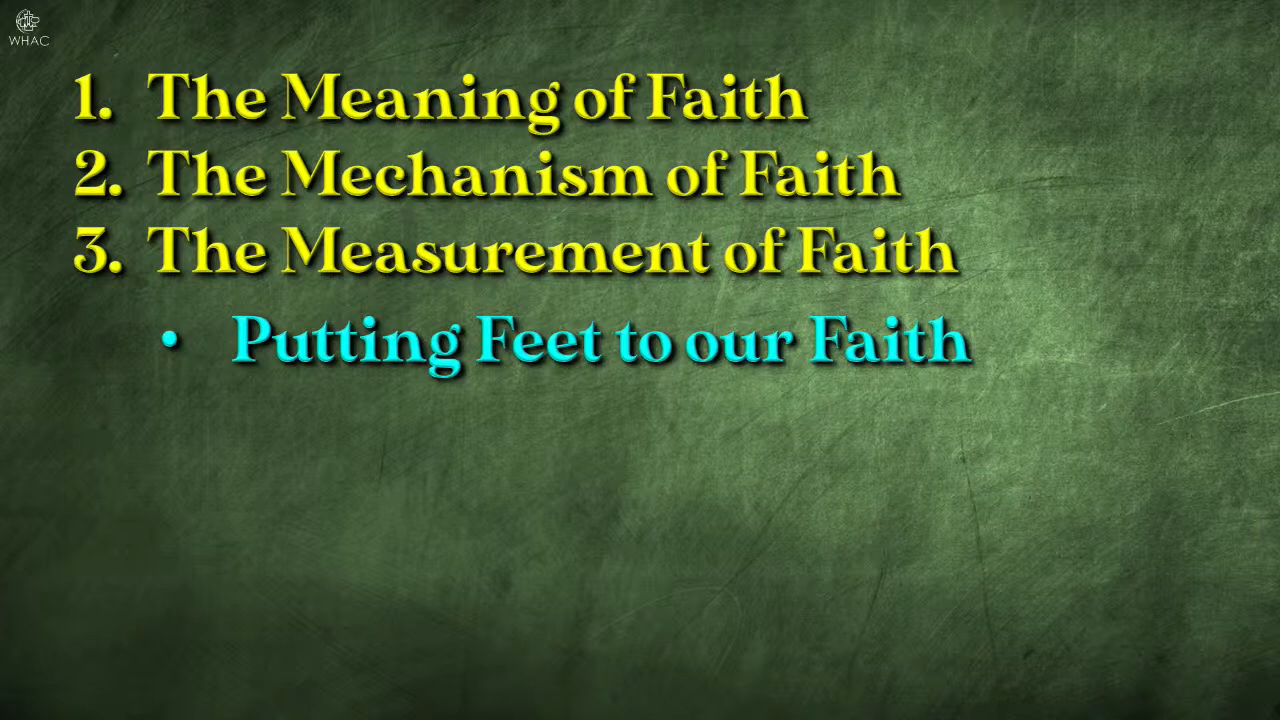 WHAC
1. The Meaning of Faith
2. The Mechanism of Faith
3. The Measurement of Faith
• Putting Feet to our Faith